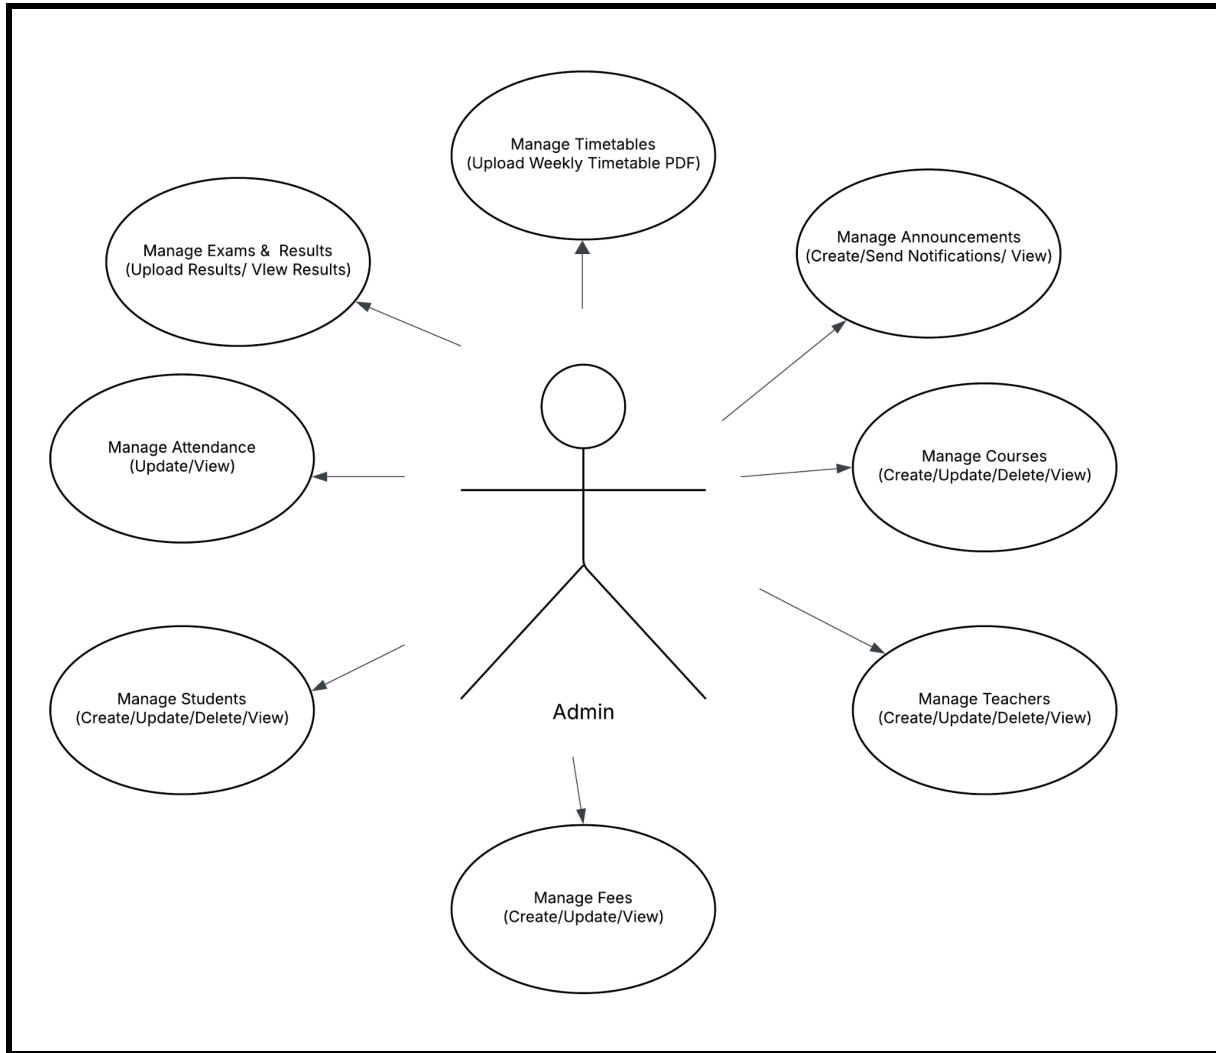 Manage Timetables
(Upload Weekly Timetable PDF)
Manage Exams &  Results
(Upload Results/ VIew Results)
Manage Announcements
(Create/Send Notifications/ View)
Manage Attendance
(Update/View)
Manage Courses
(Create/Update/Delete/View)
Manage Students
(Create/Update/Delete/View)
Admin
Manage Teachers
(Create/Update/Delete/View)
Manage Fees
(Create/Update/View)